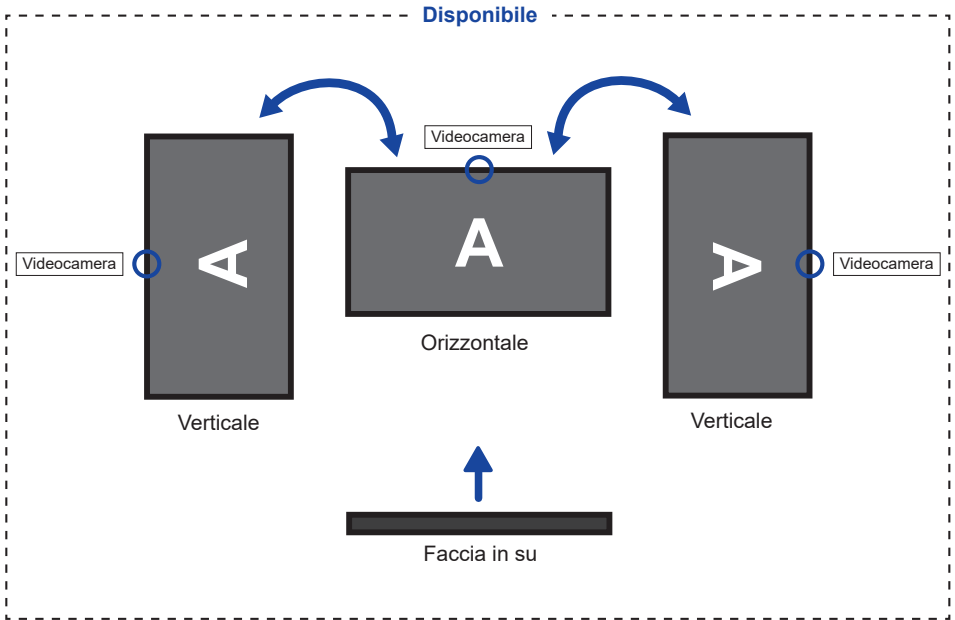 Disponibile
Videocamera
A
Orizzontale
Videocamera
A
Verticale
A
Videocamera
Verticale
Faccia in su